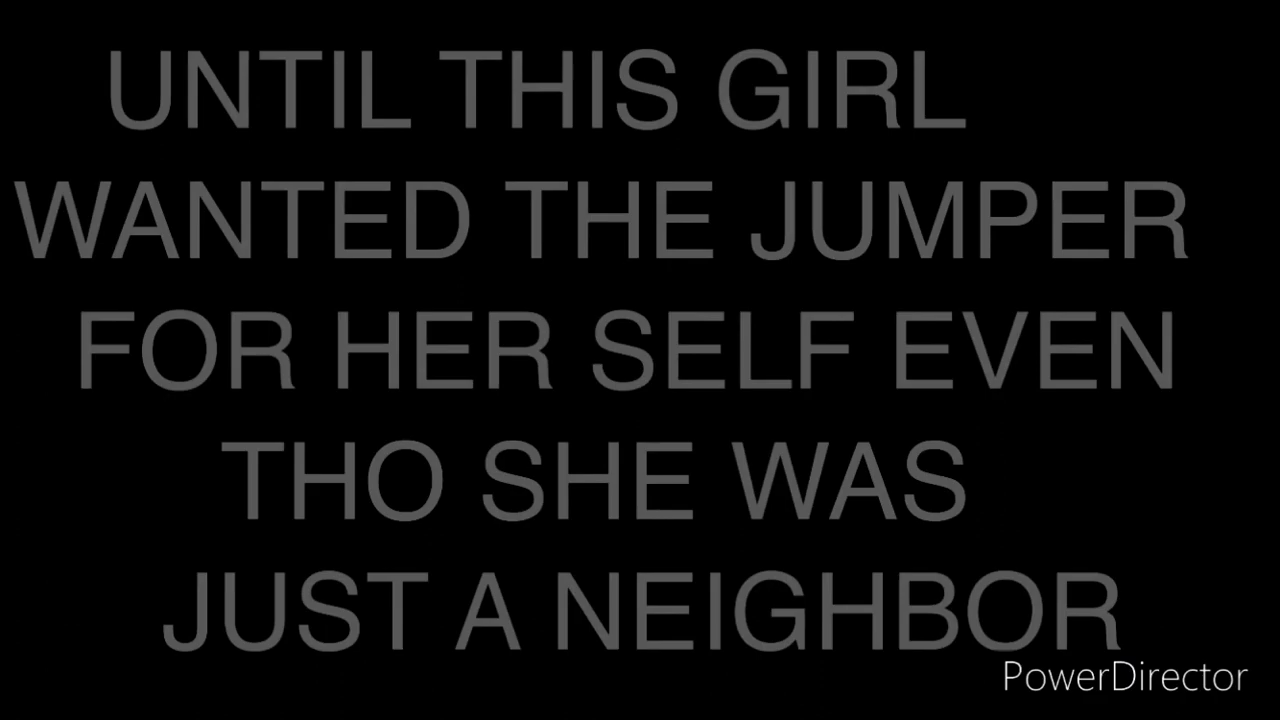 UNTIL THIS GIRL
WANTED THE JUMPER
FOR HER SELF EVEN
THO SHE WAS
JUST A NEIGHBOR
PowerDirector